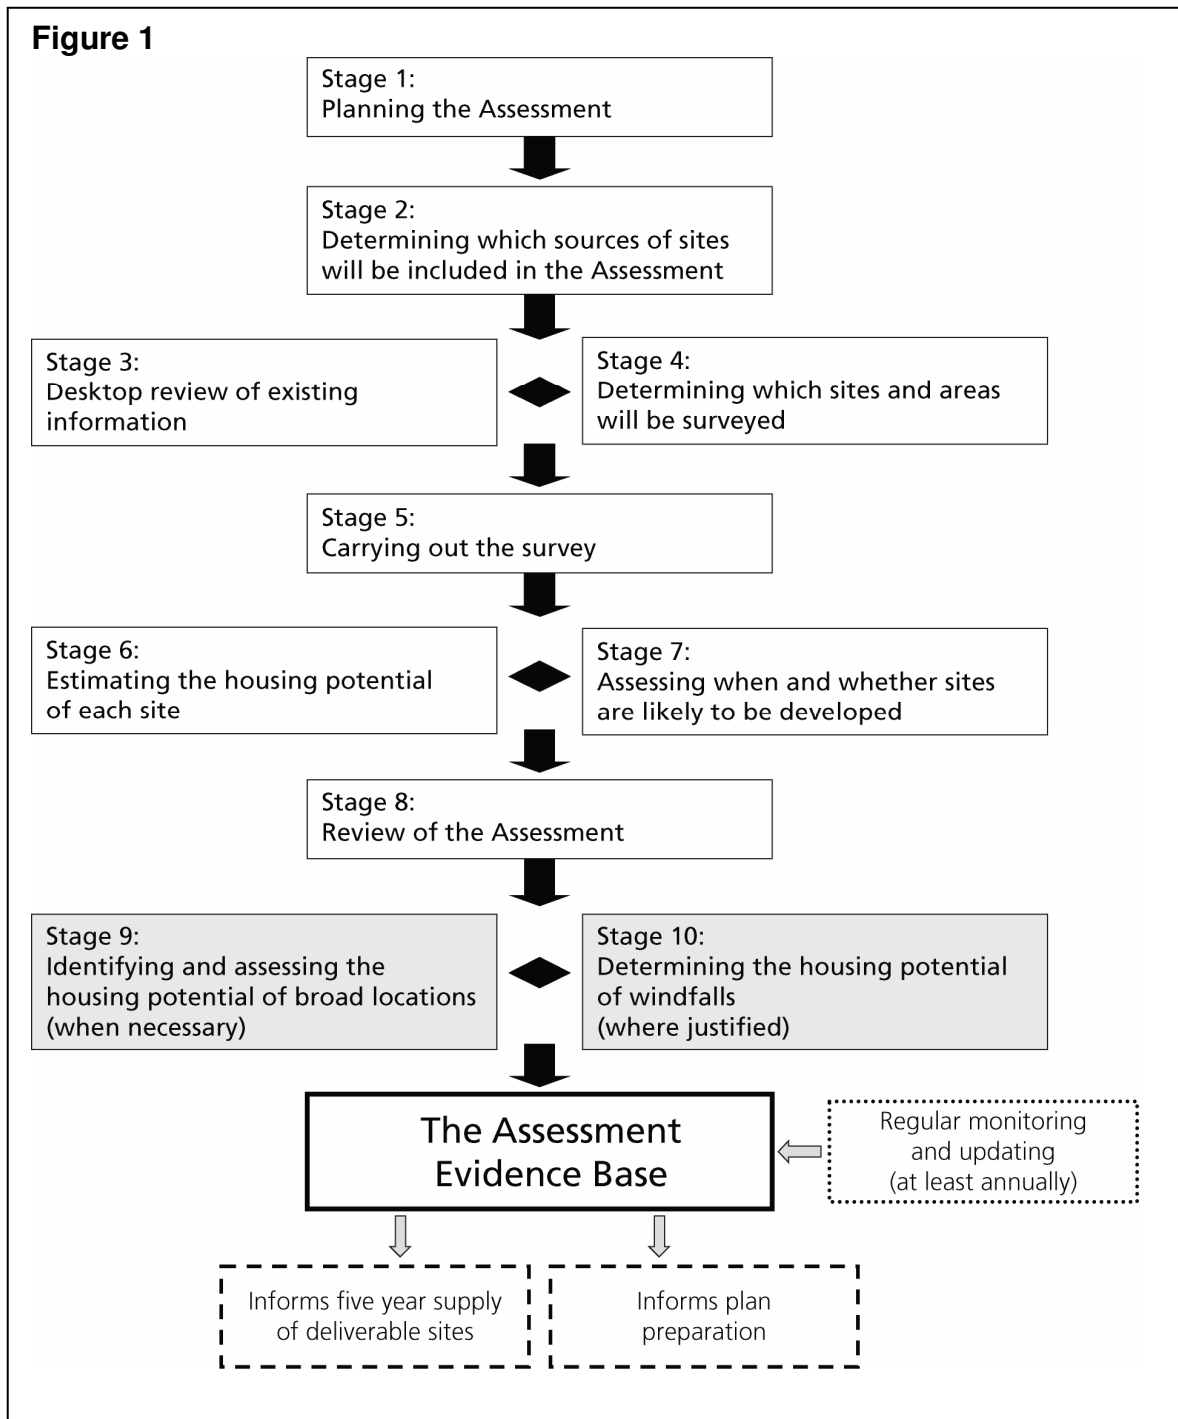 Figure 1
Stage 1:
Planning the Assessment
Stage 2:
Determining which sources of sites
will be included in the Assessment
Stage 3:
Desktop review of existing
information
Stage 4:
Determining which sites and areas
will be surveyed
Stage 5:
Carrying out the survey
Stage 6:
Estimating the housing potential
of each site
Stage 7:
Assessing when and whether sites
are likely to be developed
Stage 8:
Review of the Assessment
Stage 9:
Identifying and assessing the
housing potential of broad locations
(when necessary)
Stage 10:
Determining the housing potential
of windfalls
(where justified)
The Assessment
Evidence Base
Regular monitoring
and updating
(at least annually)
Informs five year supply
of deliverable sites
Informs plan
preparation